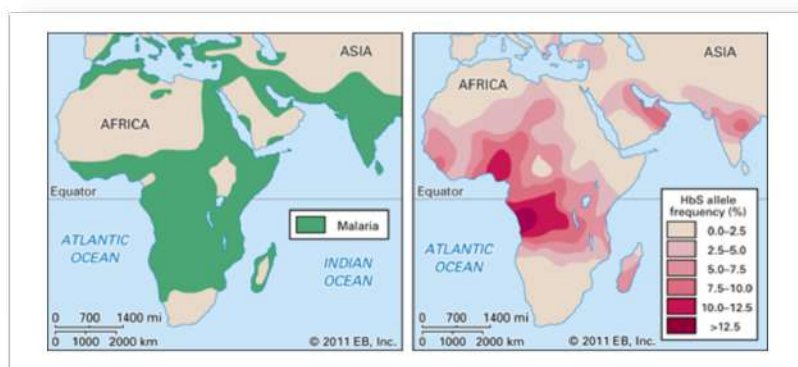 ASIA
AFRICA
Equator
Malaria
ATLANTIC
OCEAN
INDIAN
OCEAN
0 700 1400 mi
0 1000 2000 km
© 2011 EB, Inc.
ASIA
AFRICA
Equator
HbS allele
frequency (%)
0.0–2.5
2.5–5.0
5.0–7.5
7.5–10.0
10.0–12.5
>12.5
ATLANTIC
OCEAN
0 700 1400 mi
0 1000 2000 km
© 2011 EB, Inc.